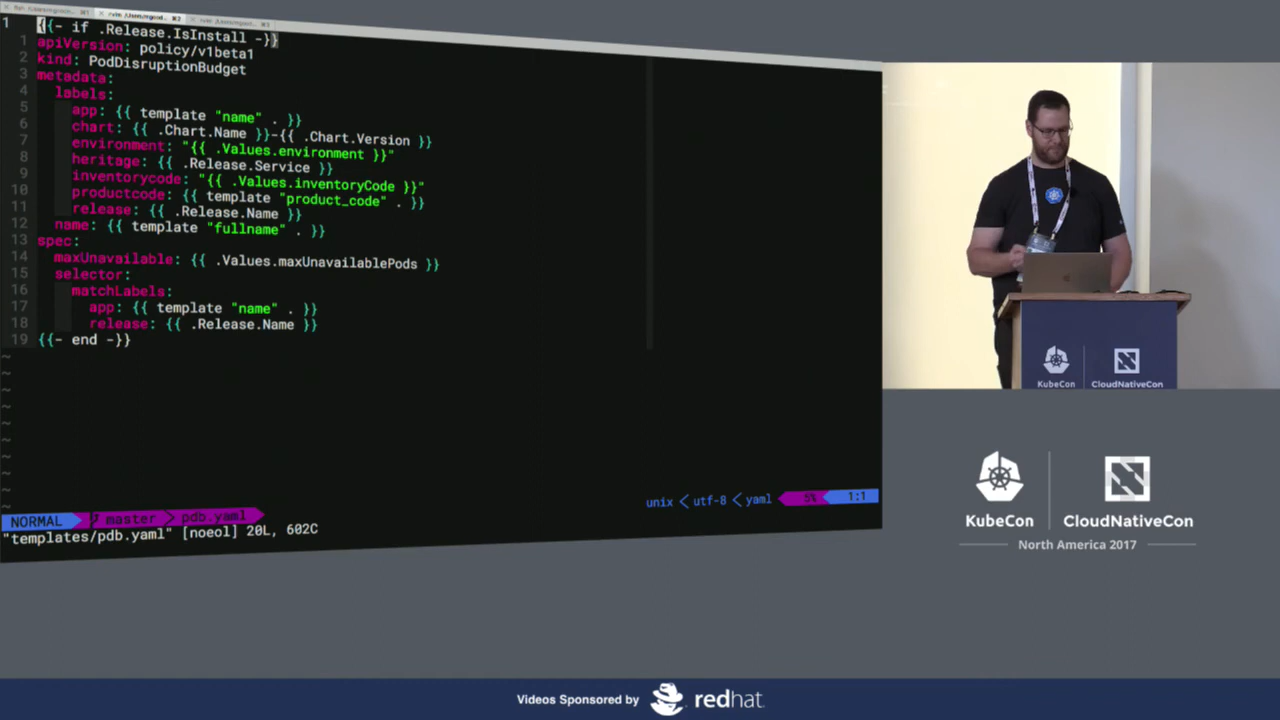 1 {{- if .Release.IsInstall -}}
1 apiVersion: policy/v1beta1
2 kind: PodDisruptionBudget
3 metadata:
4 labels:
5 app: {{ template "name" . }}
6 chart: {{ .Chart.Name }}-{{ .Chart.Version }}
7 environment: "{{ .Values.environment }}"
8 heritage: {{ .Release.Service }}
9 inventorycode: "{{ .Values.inventoryCode }}"
10 productcode: {{ template "product_code" . }}
11 release: {{ .Release.Name }}
12 name: {{ template "fullname" . }}
13 spec:
14 maxUnavailable: {{ .Values.maxUnavailablePods }}
15 selector:
16 matchLabels:
17 app: {{ template "name" . }}
18 release: {{ .Release.Name }}
19 {{- end -}}
~
~
~
~
~
~
~
~
~
~
NORMAL master pdb.yaml unix utf-8 yaml 5% 1:1
"templates/pdb.yaml" [noeol] 20L, 602C
KubeCon CloudNativeCon
KubeCon CloudNativeCon
North America 2017
Videos Sponsored by redhat.